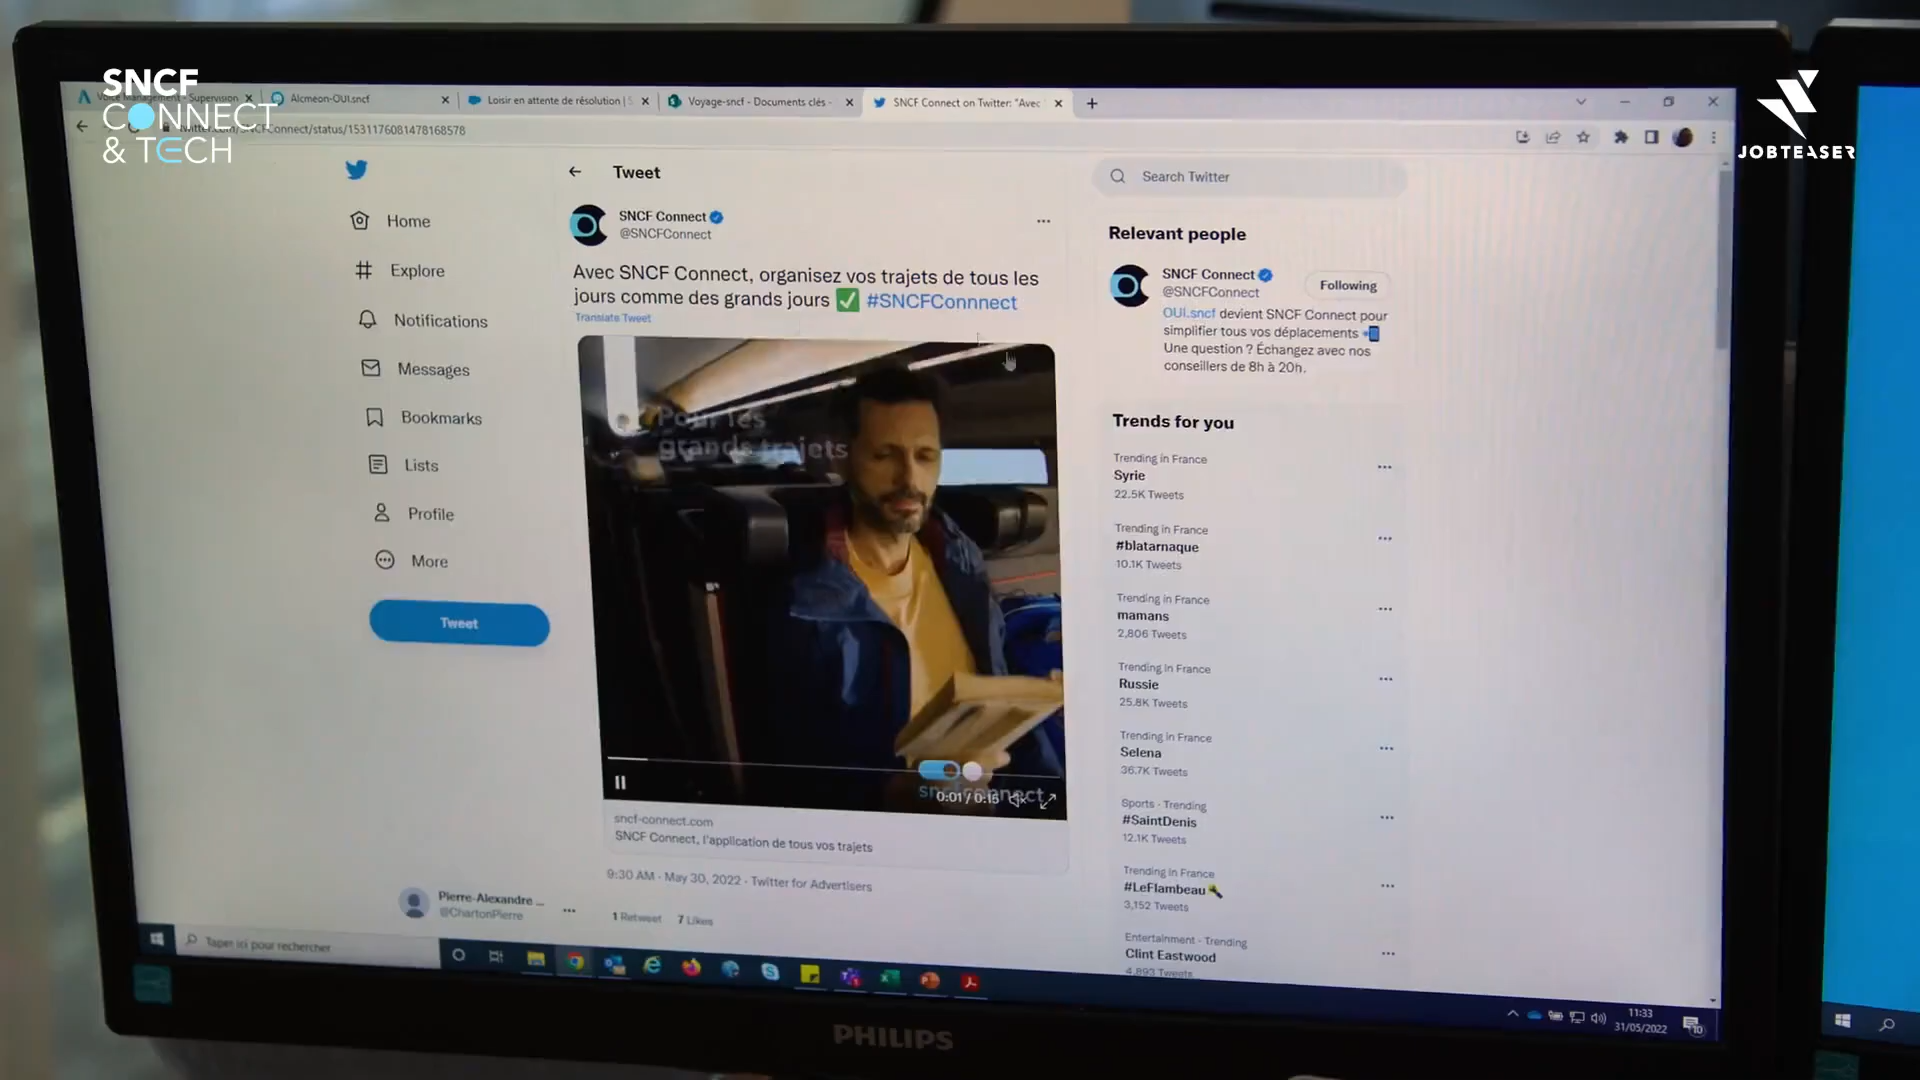 SNCF
CONNECT
& TECH
JOBTEASER
Voice Management - Supervision
Alcmeon-OUI.sncf
Loisir en attente de résolution | S
Voyage-sncf - Documents clés -
SNCF Connect on Twitter: "Avec
twitter.com/SNCFConnect/status/1531176081478168578
Home
Explore
Notifications
Messages
Bookmarks
Lists
Profile
More
Tweet
Pierre-Alexandre ...
@ChartonPierre
Tweet
SNCF Connect
@SNCFConnect
Avec SNCF Connect, organisez vos trajets de tous les
jours comme des grands jours ✅ #SNCFConnnect
Translate Tweet
Pour les
grands trajets
sncf connect
0:01 / 0:15
sncf-connect.com
SNCF Connect, l'application de tous vos trajets
9:30 AM · May 30, 2022 · Twitter for Advertisers
1 Retweet 7 Likes
Search Twitter
Relevant people
SNCF Connect
@SNCFConnect
Following
OUI.sncf devient SNCF Connect pour
simplifier tous vos déplacements 📲
Une question ? Échangez avec nos
conseillers de 8h à 20h.
Trends for you
Trending in France
Syrie
22.5K Tweets
Trending in France
#blatarnaque
10.1K Tweets
Trending in France
mamans
2,806 Tweets
Trending in France
Russie
25.8K Tweets
Trending in France
Selena
36.7K Tweets
Sports · Trending
#SaintDenis
12.1K Tweets
Trending in France
#LeFlambeau
3,152 Tweets
Entertainment · Trending
Clint Eastwood
4,893 Tweets
Taper ici pour rechercher
11:33
31/05/2022
10
PHILIPS